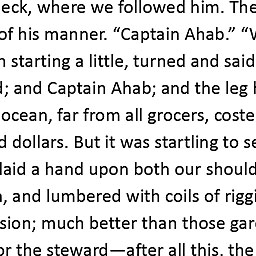 eck, where we followed him. The
of his manner. “Captain Ahab.” “
n starting a little, turned and said
; and Captain Ahab; and the leg
ocean, far from all grocers, coste
d dollars. But it was startling to se
laid a hand upon both our should
, and lumbered with coils of riggi
sion; much better than those gar
or the steward—after all this, the